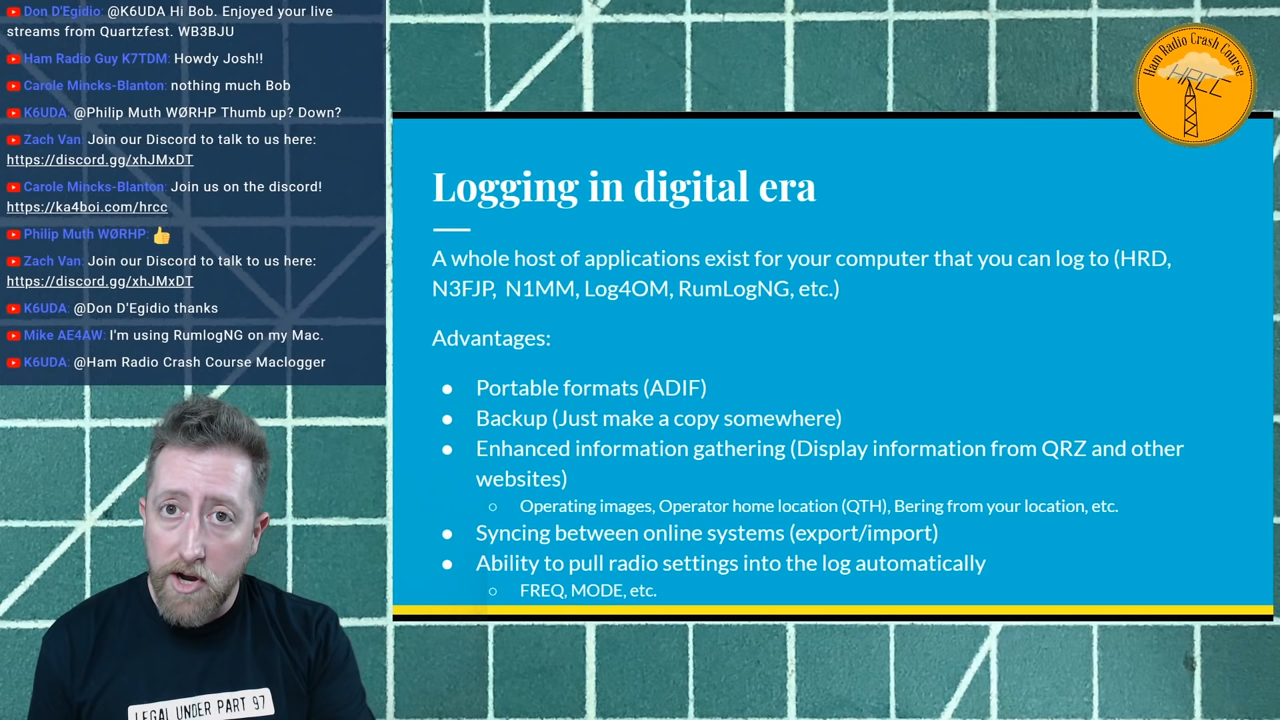 Don D'Egidio: @K6UDA Hi Bob. Enjoyed your live
streams from Quartzfest. WB3BJU
Ham Radio Guy K7TDM: Howdy Josh!!
Carole Mincks-Blanton: nothing much Bob
K6UDA: @Philip Muth WØRHP Thumb up? Down?
Zach Van: Join our Discord to talk to us here:
https://discord.gg/xhJMxDT
Carole Mincks-Blanton: Join us on the discord!
https://ka4boi.com/hrcc
Philip Muth WØRHP: 👍
Zach Van: Join our Discord to talk to us here:
https://discord.gg/xhJMxDT
K6UDA: @Don D'Egidio thanks
Mike AE4AW: I'm using RumlogNG on my Mac.
K6UDA: @Ham Radio Crash Course Maclogger
Ham Radio Crash Course
HRCC
Logging in digital era
A whole host of applications exist for your computer that you can log to (HRD,
N3FJP, N1MM, Log4OM, RumLogNG, etc.)
Advantages:
● Portable formats (ADIF)
● Backup (Just make a copy somewhere)
● Enhanced information gathering (Display information from QRZ and other
websites)
○ Operating images, Operator home location (QTH), Bering from your location, etc.
● Syncing between online systems (export/import)
● Ability to pull radio settings into the log automatically
○ FREQ, MODE, etc.
LEGAL UNDER PART 97